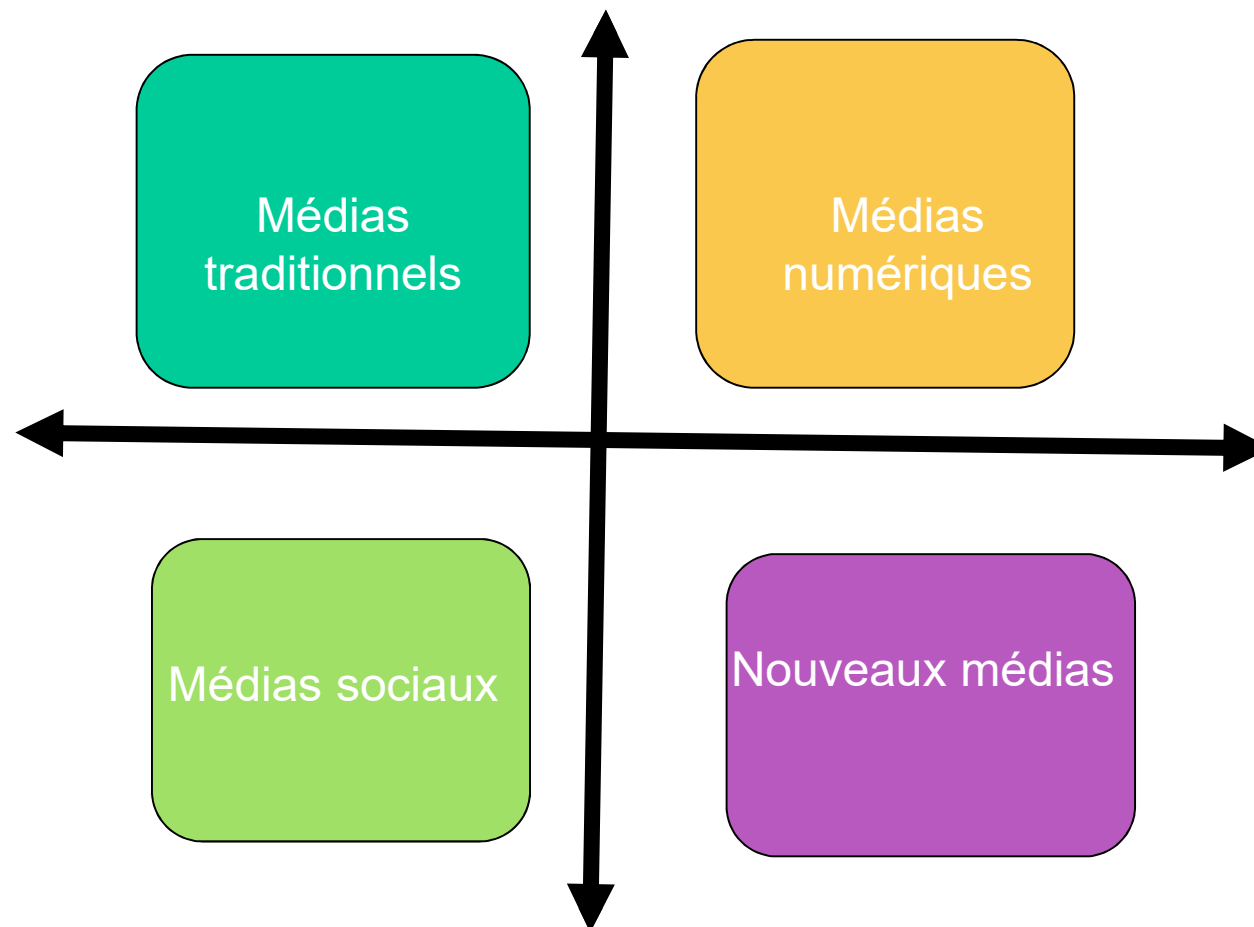 Médias
traditionnels
Médias
numériques
Médias sociaux
Nouveaux médias